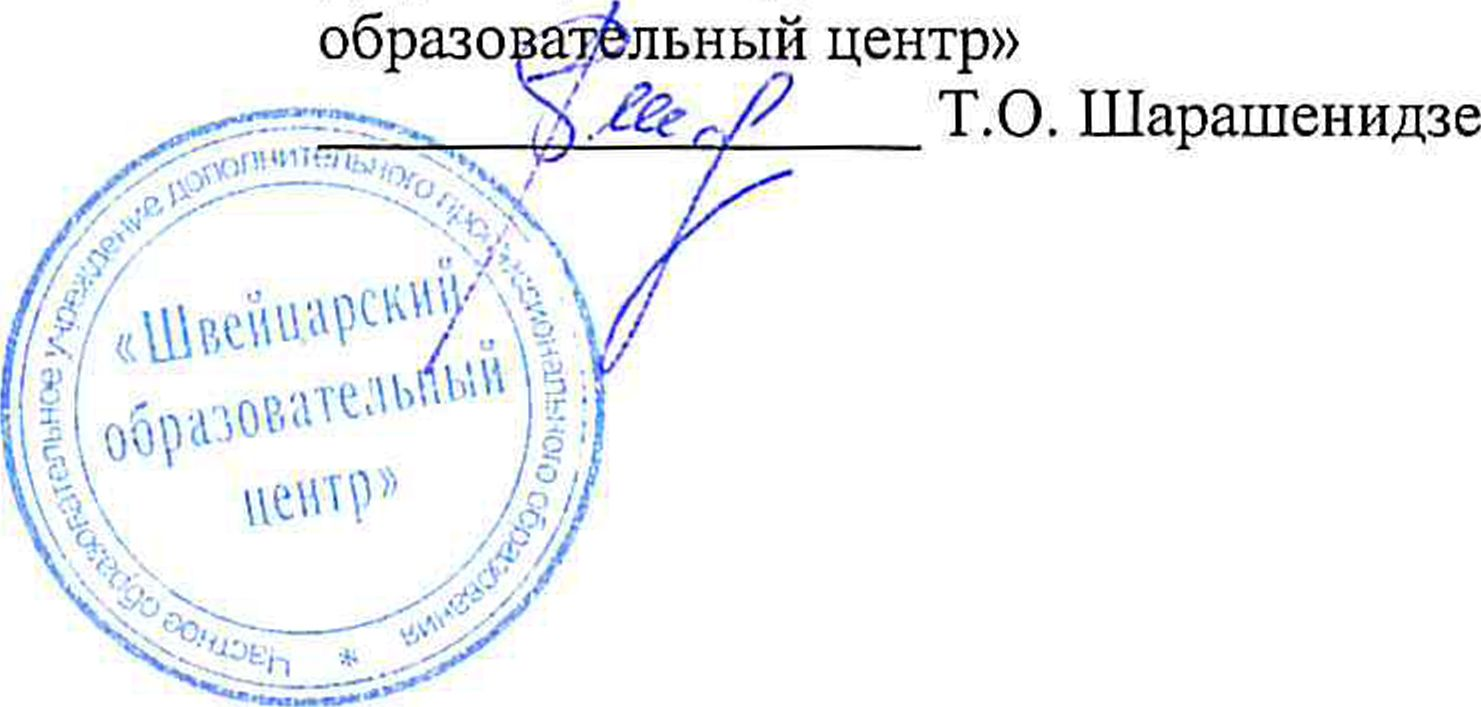 образовательный центр»
Т.О. Шарашенидзе
Частное образовательное учреждение дополнительного профессионального образования *
«Швейцарский
образовательный
центр»